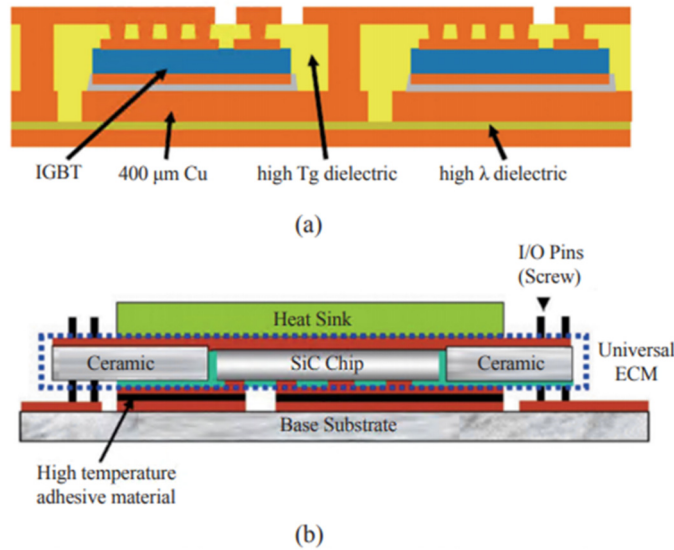 IGBT 400 μm Cu high Tg dielectric high λ dielectric
(a)
I/O Pins
(Screw)
Heat Sink
Ceramic SiC Chip Ceramic
Universal
ECM
Base Substrate
High temperature
adhesive material
(b)